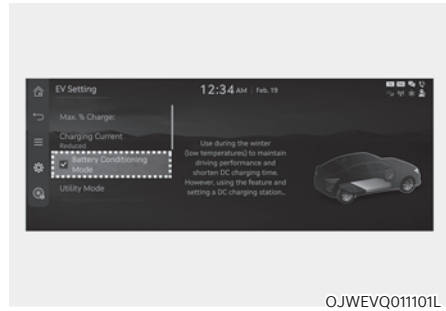 EV Setting
12:34 AM Feb. 19
Max. % Charge:
Charging Current
Reduced
Battery Conditioning
Mode
Utility Mode
Use during the winter
(low temperatures) to maintain
driving performance and
shorten DC charging time.
However, using the feature and
setting a DC charging station...
OJWEVQ011101L